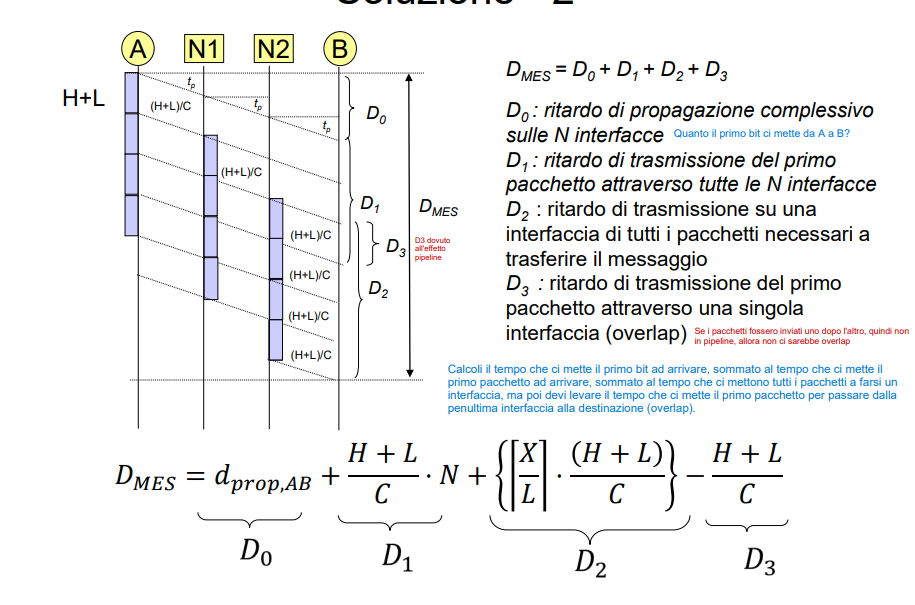 A N1 N2 B
H+L
t_p
(H+L)/C
t_p
t_p
D_0
(H+L)/C
D_1
D_MES
(H+L)/C
D_3
D3 dovuto
all'effetto
pipeline
(H+L)/C
D_2
(H+L)/C
(H+L)/C
D_MES = D_0 + D_1 + D_2 + D_3
D_0 : ritardo di propagazione complessivo
sulle N interfacce Quanto il primo bit ci mette da A a B?
D_1 : ritardo di trasmissione del primo
pacchetto attraverso tutte le N interfacce
D_2 : ritardo di trasmissione su una
interfaccia di tutti i pacchetti necessari a
trasferire il messaggio
D_3 : ritardo di trasmissione del primo
pacchetto attraverso una singola
interfaccia (overlap) Se i pacchetti fossero inviati uno dopo l'altro, quindi non
in pipeline, allora non ci sarebbe overlap
Calcoli il tempo che ci mette il primo bit ad arrivare, sommato al tempo che ci mette il
primo pacchetto ad arrivare, sommato al tempo che ci mettono tutti i pacchetti a farsi un
interfaccia, ma poi devi levare il tempo che ci mette il primo pacchetto per passare dalla
penultima interfaccia alla destinazione (overlap).
D_MES = d_prop,AB + (H + L)/C · N + {⌈X/L⌉ · (H + L)/C} − (H + L)/C
D_0 D_1 D_2 D_3